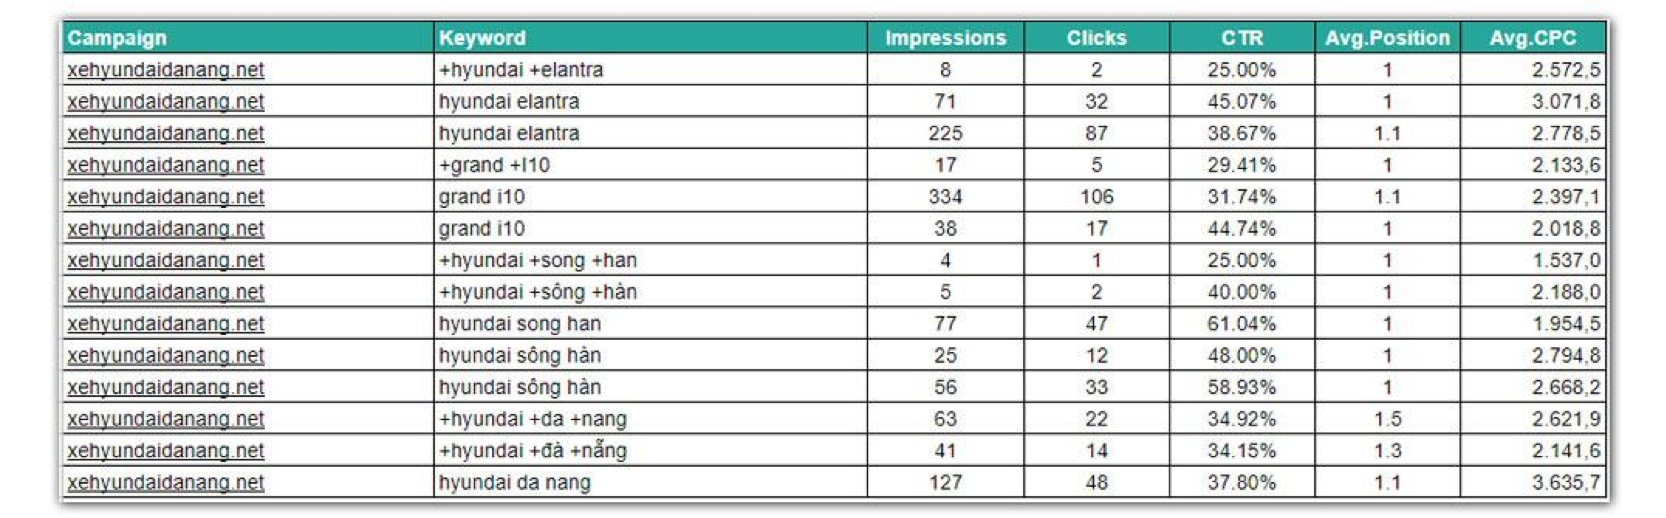 Campaign Keyword Impressions Clicks CTR Avg.Position Avg.CPC
xehyundaidanang.net +hyundai +elantra 8 2 25.00% 1 2.572,5
xehyundaidanang.net hyundai elantra 71 32 45.07% 1 3.071,8
xehyundaidanang.net hyundai elantra 225 87 38.67% 1.1 2.778,5
xehyundaidanang.net +grand +I10 17 5 29.41% 1 2.133,6
xehyundaidanang.net grand i10 334 106 31.74% 1.1 2.397,1
xehyundaidanang.net grand i10 38 17 44.74% 1 2.018,8
xehyundaidanang.net +hyundai +song +han 4 1 25.00% 1 1.537,0
xehyundaidanang.net +hyundai +sông +hàn 5 2 40.00% 1 2.188,0
xehyundaidanang.net hyundai song han 77 47 61.04% 1 1.954,5
xehyundaidanang.net hyundai sông hàn 25 12 48.00% 1 2.794,8
xehyundaidanang.net hyundai sông hàn 56 33 58.93% 1 2.668,2
xehyundaidanang.net +hyundai +da +nang 63 22 34.92% 1.5 2.621,9
xehyundaidanang.net +hyundai +đà +nẵng 41 14 34.15% 1.3 2.141,6
xehyundaidanang.net hyundai da nang 127 48 37.80% 1.1 3.635,7